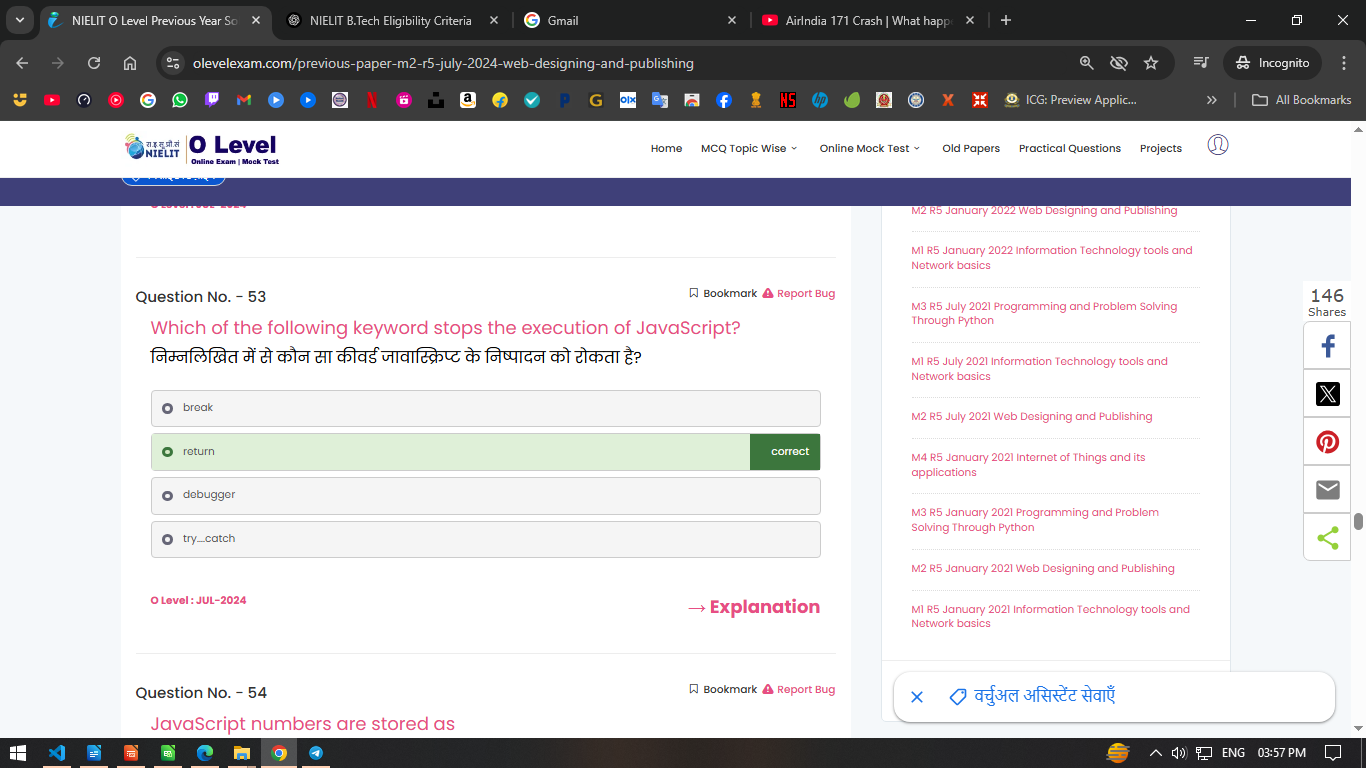 NIELIT O Level Previous Year So
NIELIT B.Tech Eligibility Criteria
Gmail
AirIndia 171 Crash | What happe
olevelexam.com/previous-paper-m2-r5-july-2024-web-designing-and-publishing
Incognito
ICG: Preview Applic...
All Bookmarks
रा.इ.सू.प्रौ.सं
NIELIT
O Level
Online Exam | Mock Test
Home
MCQ Topic Wise
Online Mock Test
Old Papers
Practical Questions
Projects
O Level : JUL-2024
Question No. - 53
Bookmark
Report Bug
Which of the following keyword stops the execution of JavaScript?
निम्नलिखित में से कौन सा कीवर्ड जावास्क्रिप्ट के निष्पादन को रोकता है?
break
return
correct
debugger
try....catch
O Level : JUL-2024
→ Explanation
Question No. - 54
Bookmark
Report Bug
JavaScript numbers are stored as
M2 R5 January 2022 Web Designing and Publishing
M1 R5 January 2022 Information Technology tools and
Network basics
M3 R5 July 2021 Programming and Problem Solving
Through Python
M1 R5 July 2021 Information Technology tools and
Network basics
M2 R5 July 2021 Web Designing and Publishing
M4 R5 January 2021 Internet of Things and its
applications
M3 R5 January 2021 Programming and Problem
Solving Through Python
M2 R5 January 2021 Web Designing and Publishing
M1 R5 January 2021 Information Technology tools and
Network basics
146
Shares
वर्चुअल असिस्टेंट सेवाएँ
ENG
03:57 PM